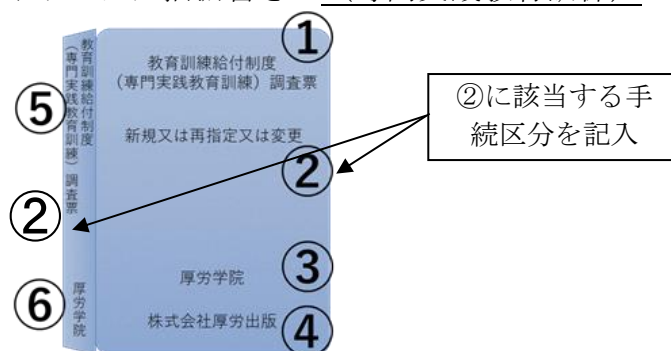 ①
教育訓練給付制度
(専門実践教育訓練) 調査票
新規又は再指定又は変更
②
厚労学院
③
株式会社厚労出版
④
教育訓練給付制度
(専門実践教育訓練) 調査票
⑤
②
厚労学院
⑥
②に該当する手
続区分を記入